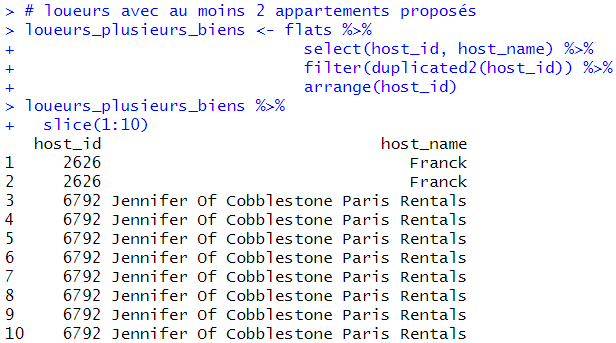 > # loueurs avec au moins 2 appartements proposés
> loueurs_plusieurs_biens <- flats %>%
+                              select(host_id, host_name) %>%
+                              filter(duplicated2(host_id)) %>%
+                              arrange(host_id)
> loueurs_plusieurs_biens %>%
+   slice(1:10)
   host_id                             host_name
1     2626                                Franck
2     2626                                Franck
3     6792 Jennifer Of Cobblestone Paris Rentals
4     6792 Jennifer Of Cobblestone Paris Rentals
5     6792 Jennifer Of Cobblestone Paris Rentals
6     6792 Jennifer Of Cobblestone Paris Rentals
7     6792 Jennifer Of Cobblestone Paris Rentals
8     6792 Jennifer Of Cobblestone Paris Rentals
9     6792 Jennifer Of Cobblestone Paris Rentals
10    6792 Jennifer Of Cobblestone Paris Rentals